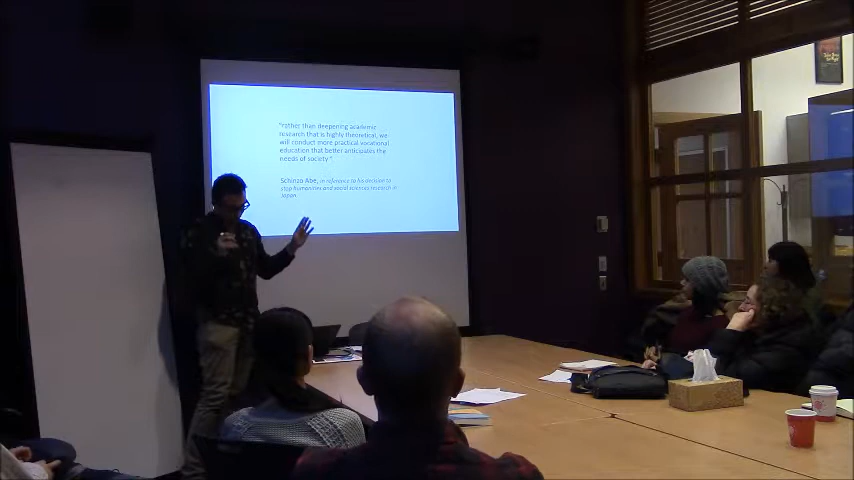 "rather than deepening academic
research that is highly theoretical, we
will conduct more practical vocational
education that better anticipates the
needs of society".
Schinzo Abe, in reference to his decision to
stop humanities and social sciences research in
Japan.